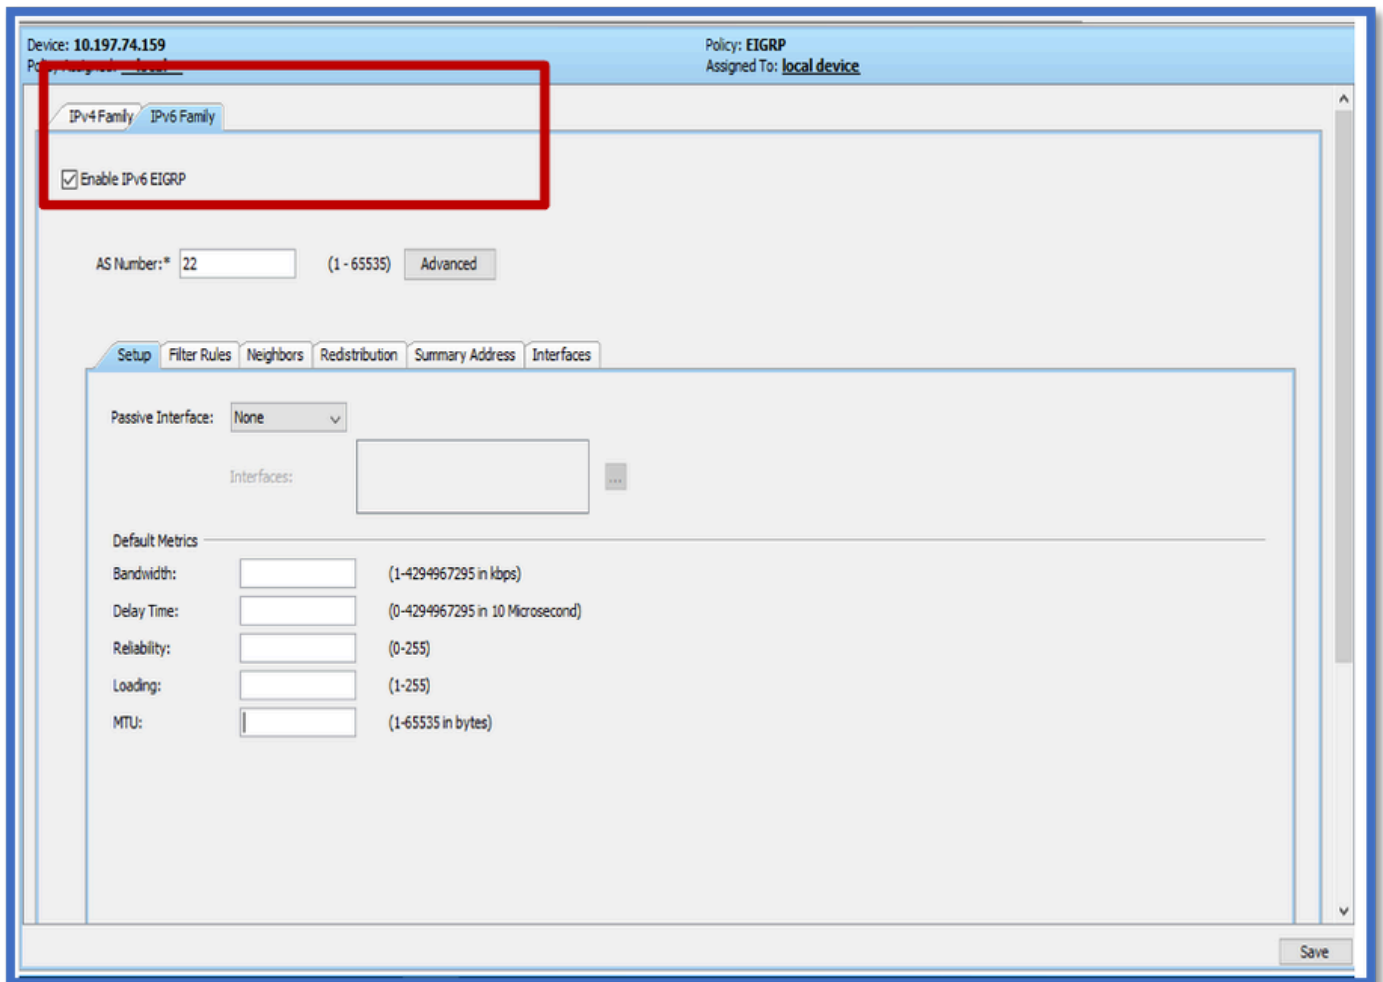 Device: 10.197.74.159
Policy: EIGRP
Assigned To: local device
IPv4 Family IPv6 Family
Enable IPv6 EIGRP
AS Number:* 22 (1 - 65535) Advanced
Setup Filter Rules Neighbors Redistribution Summary Address Interfaces
Passive Interface: None
Interfaces: ...
Default Metrics
Bandwidth: (1-4294967295 in kbps)
Delay Time: (0-4294967295 in 10 Microsecond)
Reliability: (0-255)
Loading: (1-255)
MTU: (1-65535 in bytes)
Save